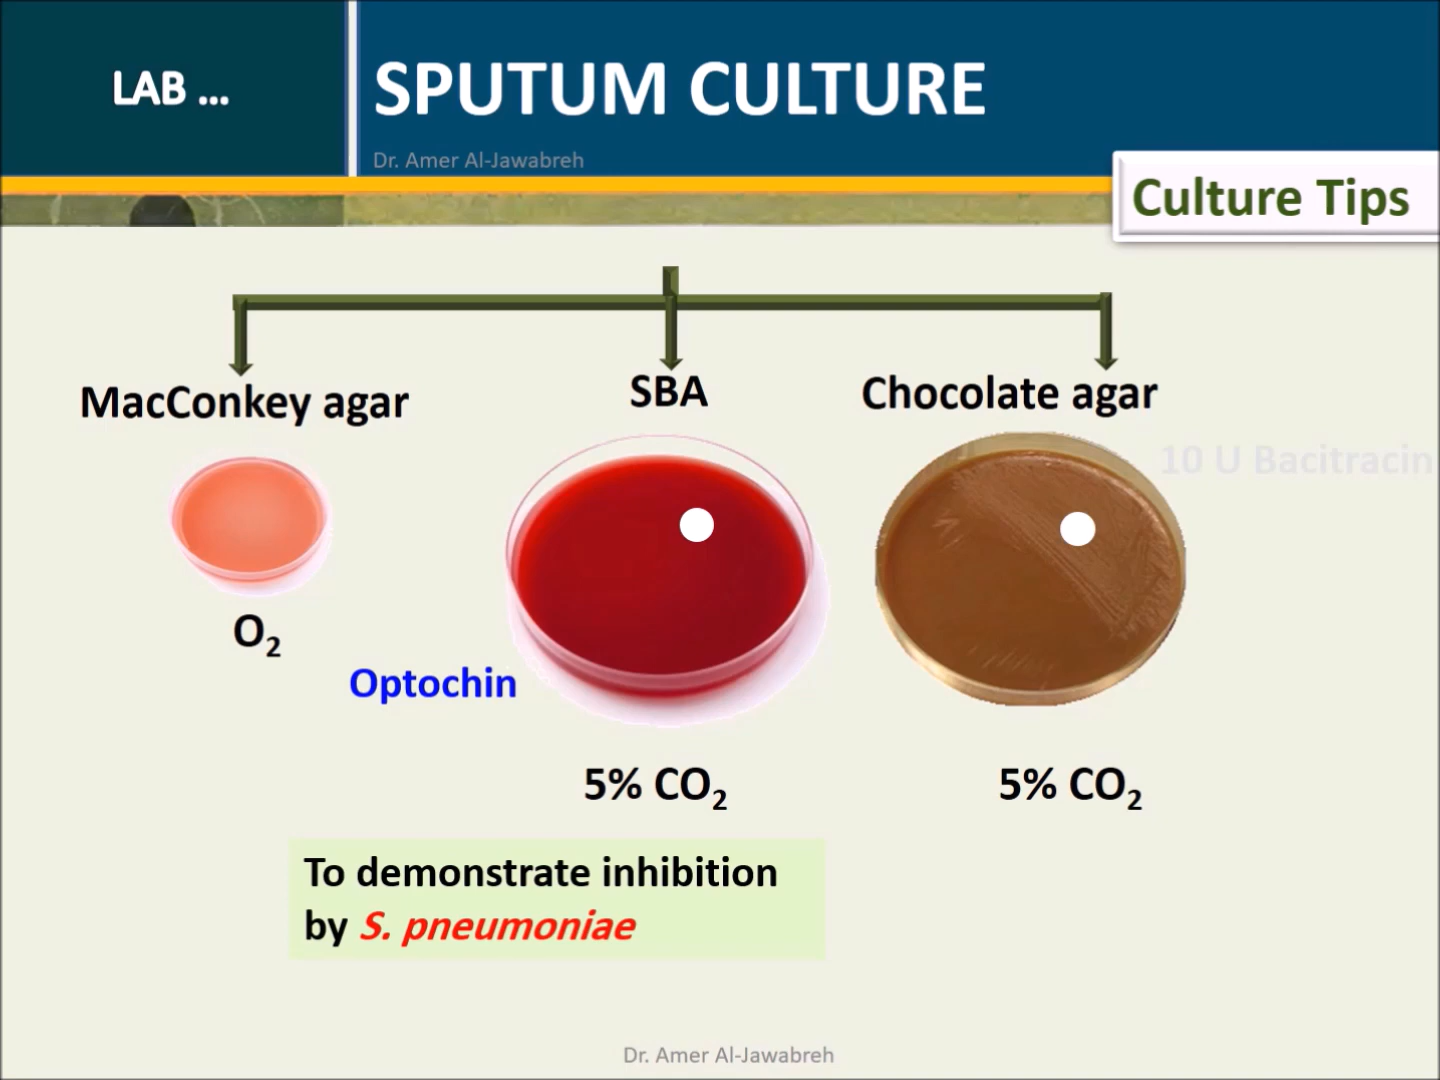 LAB ...
SPUTUM CULTURE
Dr. Amer Al-Jawabreh
Culture Tips
MacConkey agar
SBA
Chocolate agar
10 U Bacitracin
O₂
Optochin
5% CO₂
5% CO₂
To demonstrate inhibition
by S. pneumoniae
Dr. Amer Al-Jawabreh